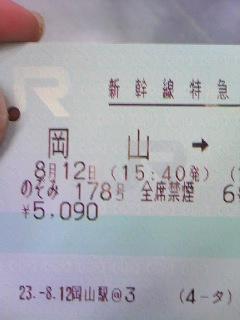 新幹線特急
岡 山 ➡
8月12日 (15:40発) (
のぞみ 178号 全席禁煙 6
¥5,090
23.-8.12岡山駅@3 (4-タ)